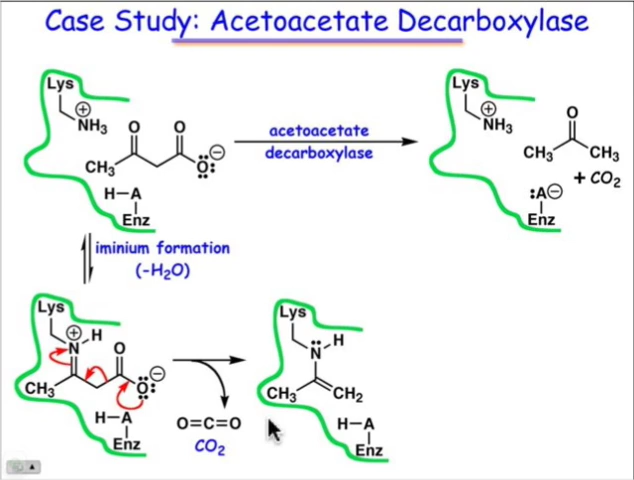 Case Study: Acetoacetate Decarboxylase
Lys
⊕
NH₃
O O
CH₃
O:⊖
H–A
Enz
acetoacetate
decarboxylase
Lys
⊕
NH₃
O
CH₃ CH₃
+ CO₂
:A⊖
Enz
iminium formation
(-H₂O)
Lys
⊕ H
N
O
CH₃
O:⊖
H–A
Enz
O=C=O
CO₂
Lys
N H
CH₃ CH₂
H–A
Enz